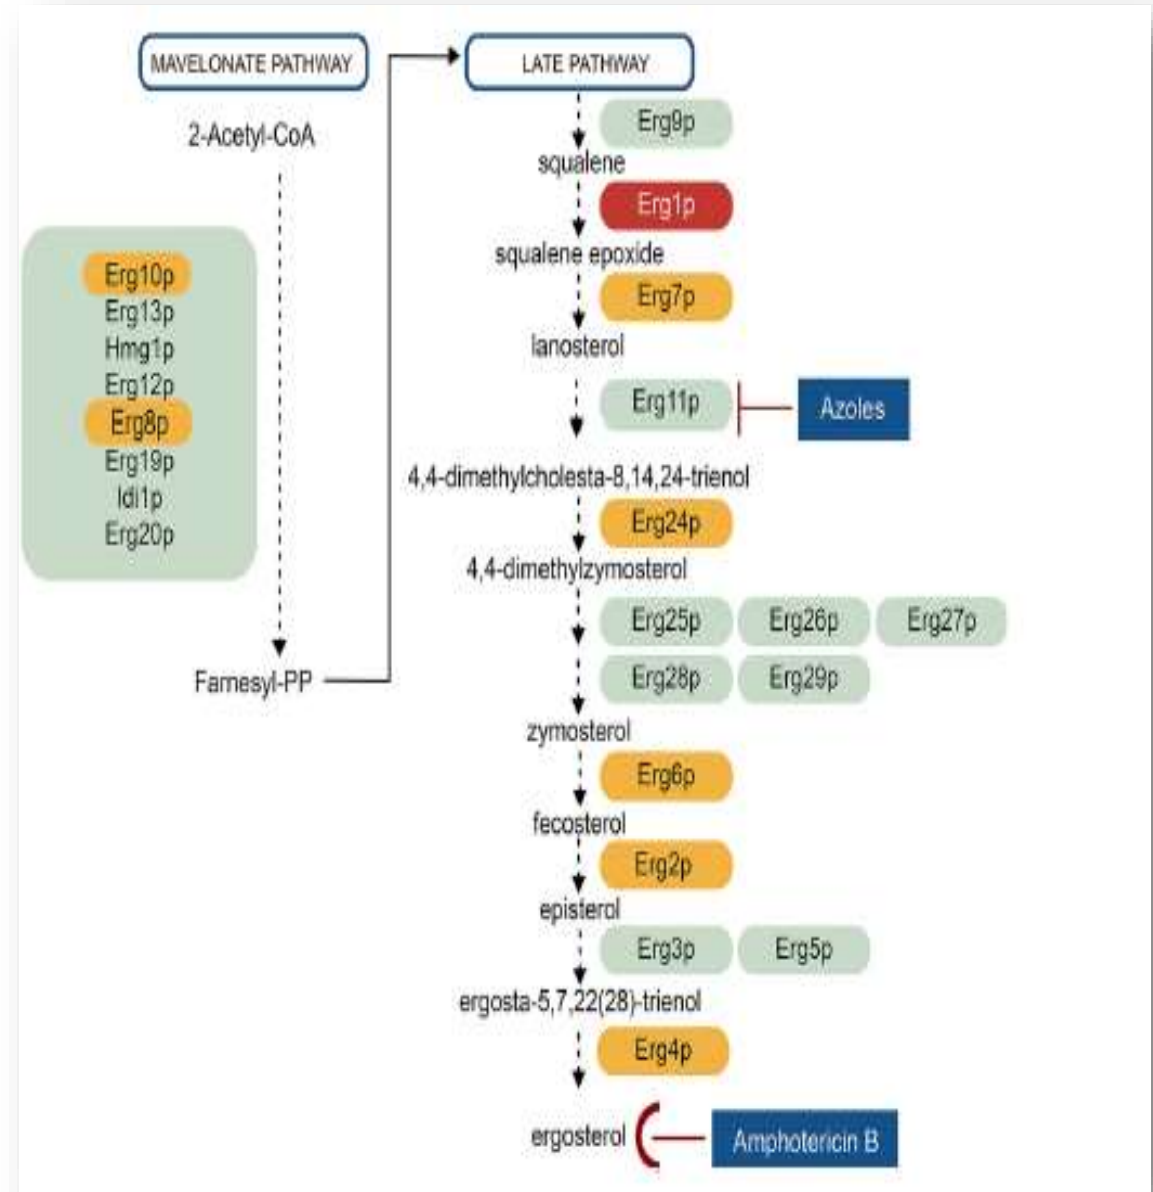 MAVELONATE PATHWAY
2-Acetyl-CoA
Erg10p
Erg13p
Hmg1p
Erg12p
Erg8p
Erg19p
Idi1p
Erg20p
Farnesyl-PP
LATE PATHWAY
Erg9p
squalene
Erg1p
squalene epoxide
Erg7p
lanosterol
Erg11p Azoles
4,4-dimethylcholesta-8,14,24-trienol
Erg24p
4,4-dimethylzymosterol
Erg25p Erg26p Erg27p
Erg28p Erg29p
zymosterol
Erg6p
fecosterol
Erg2p
episterol
Erg3p Erg5p
ergosta-5,7,22(28)-trienol
Erg4p
ergosterol Amphotericin B